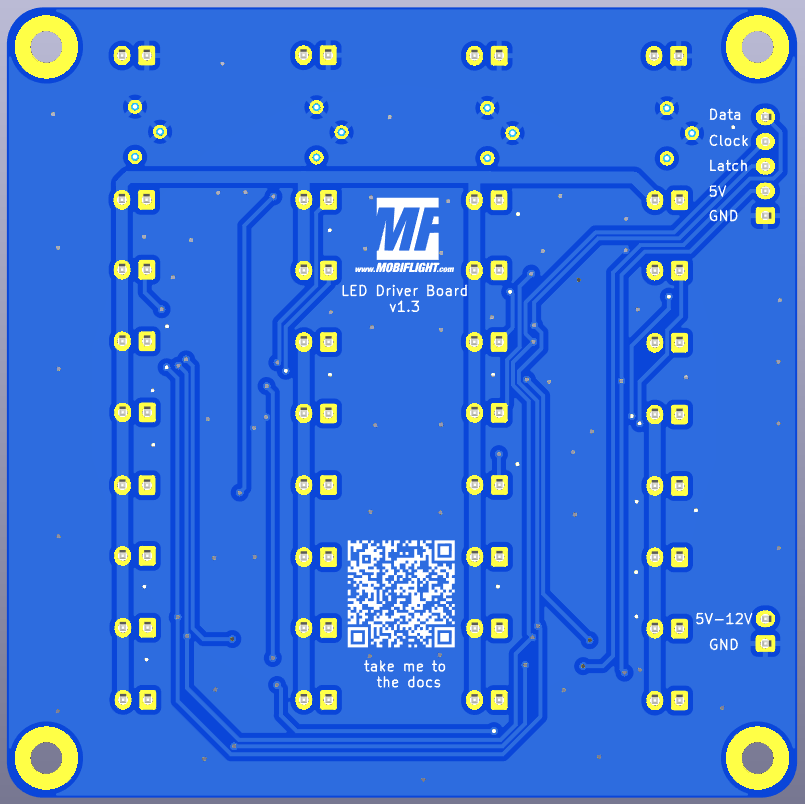 Data
Clock
Latch
5V
GND
MF
www.MOBIFLIGHT.com
LED Driver Board
v1.3
5V-12V
GND
take me to
the docs